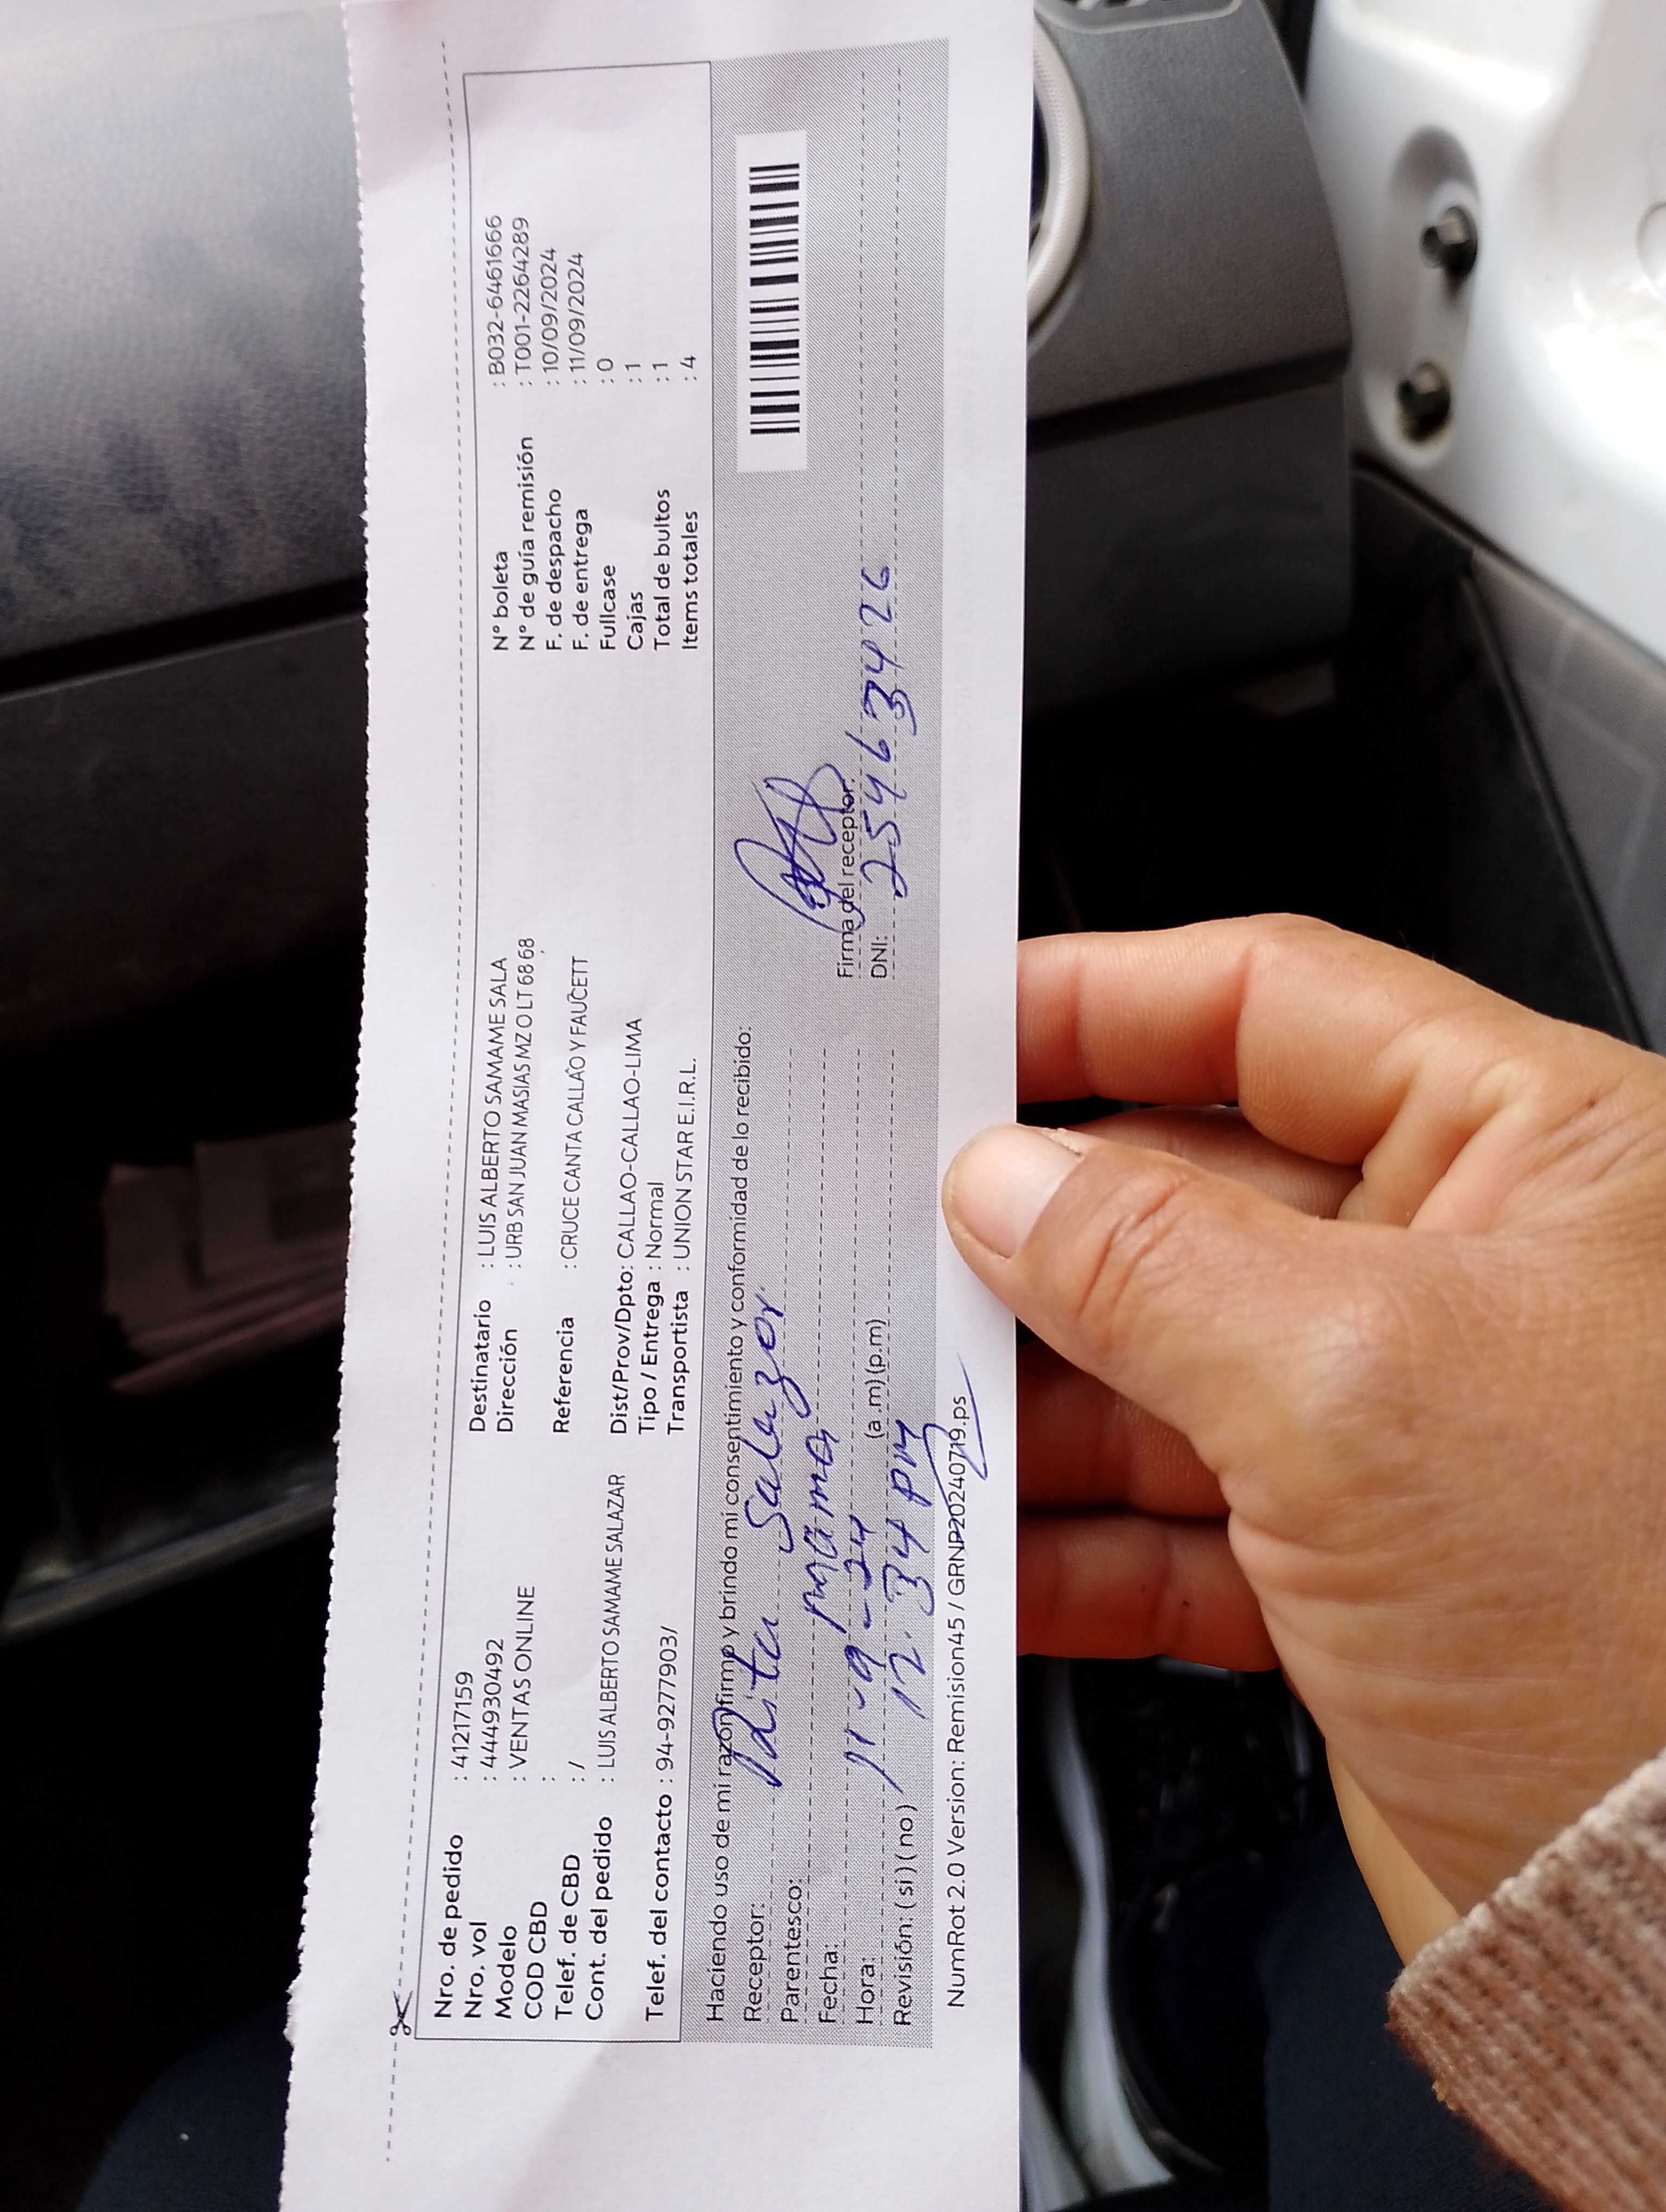 Nro. de pedido : 41217159
Nro. vol : 4449304492
Modelo : VENTAS ONLINE
COD CBD :
Telef. de CBD : /
Cont. del pedido : LUIS ALBERTO SAMAME SALAZAR
Telef. del contacto : 94-9277903/
Destinatario : LUIS ALBERTO SAMAME SALA
Dirección : URB SAN JUAN MASIAS MZ O LT 68 68
Referencia : CRUCE CANTA CALLAO Y FAUCETT
Dist/Prov/Dpto: CALLAO-CALLAO-LIMA
Tipo / Entrega : Normal
Transportista : UNION STAR E.I.R.L.
N° boleta : B032-6461666
N° de guía remisión : T001-2264289
F. de despacho : 10/09/2024
F. de entrega : 11/09/2024
Fullcase : 0
Cajas : 1
Total de bultos : 1
Items totales : 4
Haciendo uso de mi razón firmo y brindo mi consentimiento y conformidad de lo recibido:
Receptor: Salazar
Parentesco: mamá
Fecha: 11-9-24
Hora: 12.34 pm (a .m) (p.m)
Revisión: ( si ) ( no )
Firma del receptor:
DNI: 25463426
NumRot 2.0 Version: Remision45 / GRNP20240719.ps